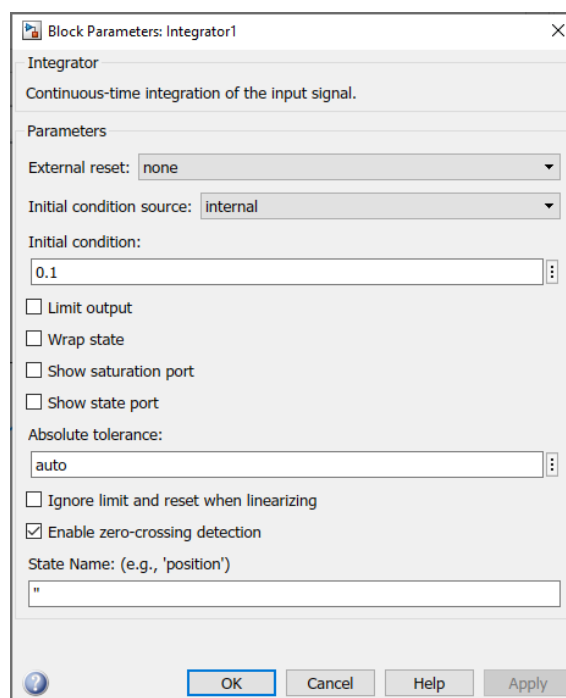 Block Parameters: Integrator1
Integrator
Continuous-time integration of the input signal.
Parameters
External reset: none
Initial condition source: internal
Initial condition:
0.1
Limit output
Wrap state
Show saturation port
Show state port
Absolute tolerance:
auto
Ignore limit and reset when linearizing
Enable zero-crossing detection
State Name: (e.g., 'position')
''
OK Cancel Help Apply